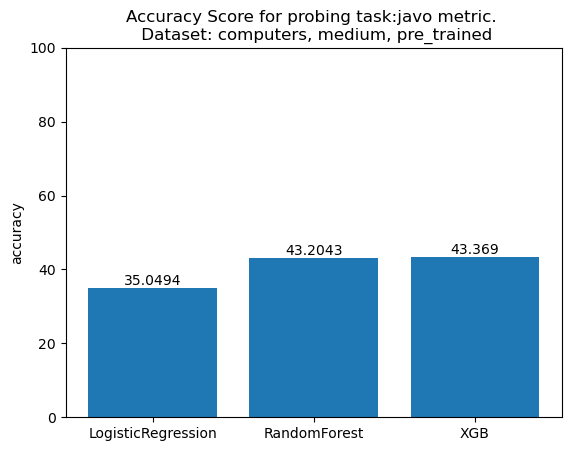 Accuracy Score for probing task:javo metric.
Dataset: computers, medium, pre_trained
100
80
60
40
20
0
accuracy
35.0494
43.2043
43.369
LogisticRegression
RandomForest
XGB